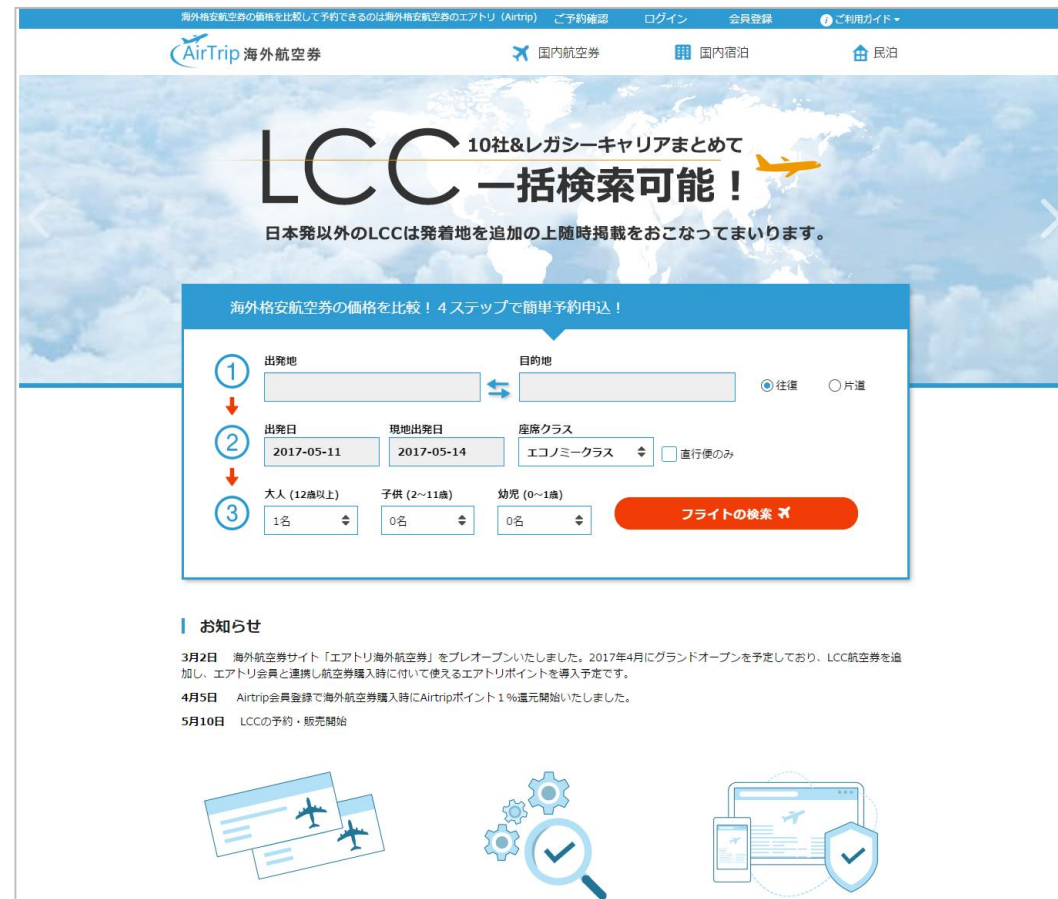 海外格安航空券の価格を比較して予約できるのは海外格安航空券のエアトリ（Airtrip） ご予約確認 ログイン 会員登録 ご利用ガイド
AirTrip 海外航空券 国内航空券 国内宿泊 民泊
LCC 10社&レガシーキャリアまとめて
一括検索可能！
日本発以外のLCCは発着地を追加の上随時掲載をおこなってまいります。
海外格安航空券の価格を比較！４ステップで簡単予約申込！
出発地 目的地
1 往復 片道
出発日 現地出発日 座席クラス
2 2017-05-11 2017-05-14 エコノミークラス 直行便のみ
大人 (12歳以上) 子供 (2～11歳) 幼児 (0～1歳)
3 1名 0名 0名 フライトの検索
お知らせ
3月2日 海外航空券サイト「エアトリ海外航空券」をプレオープンいたしました。2017年4月にグランドオープンを予定しており、LCC航空券を追
加し、エアトリ会員と連携し航空券購入時に付いて使えるエアトリポイントを導入予定です。
4月5日 Airtrip会員登録で海外航空券購入時にAirtripポイント１%還元開始いたしました。
5月10日 LCCの予約・販売開始